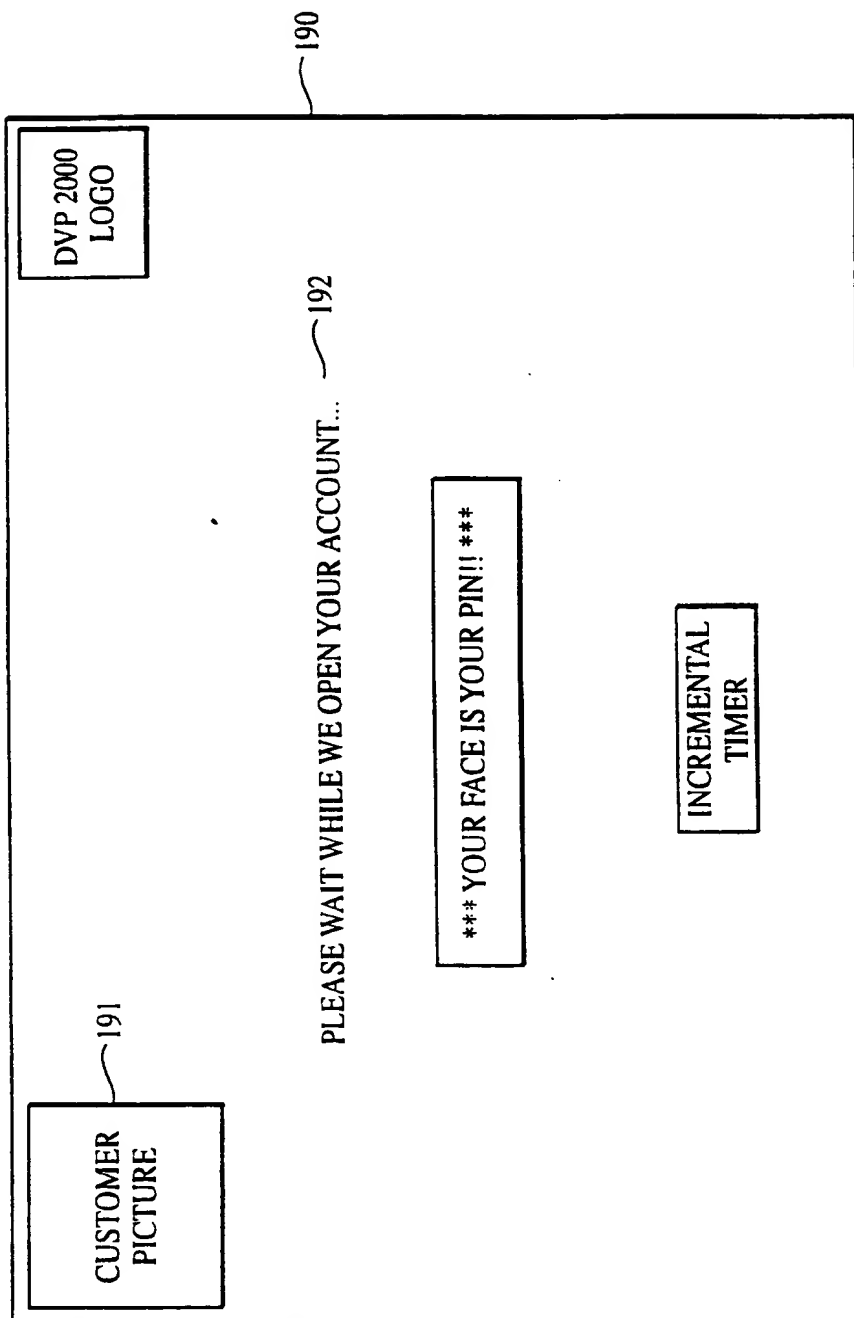 CUSTOMER
PICTURE
191
DVP 2000
LOGO
190
PLEASE WAIT WHILE WE OPEN YOUR ACCOUNT...
192
*** YOUR FACE IS YOUR PIN!! ***
INCREMENTAL
TIMER